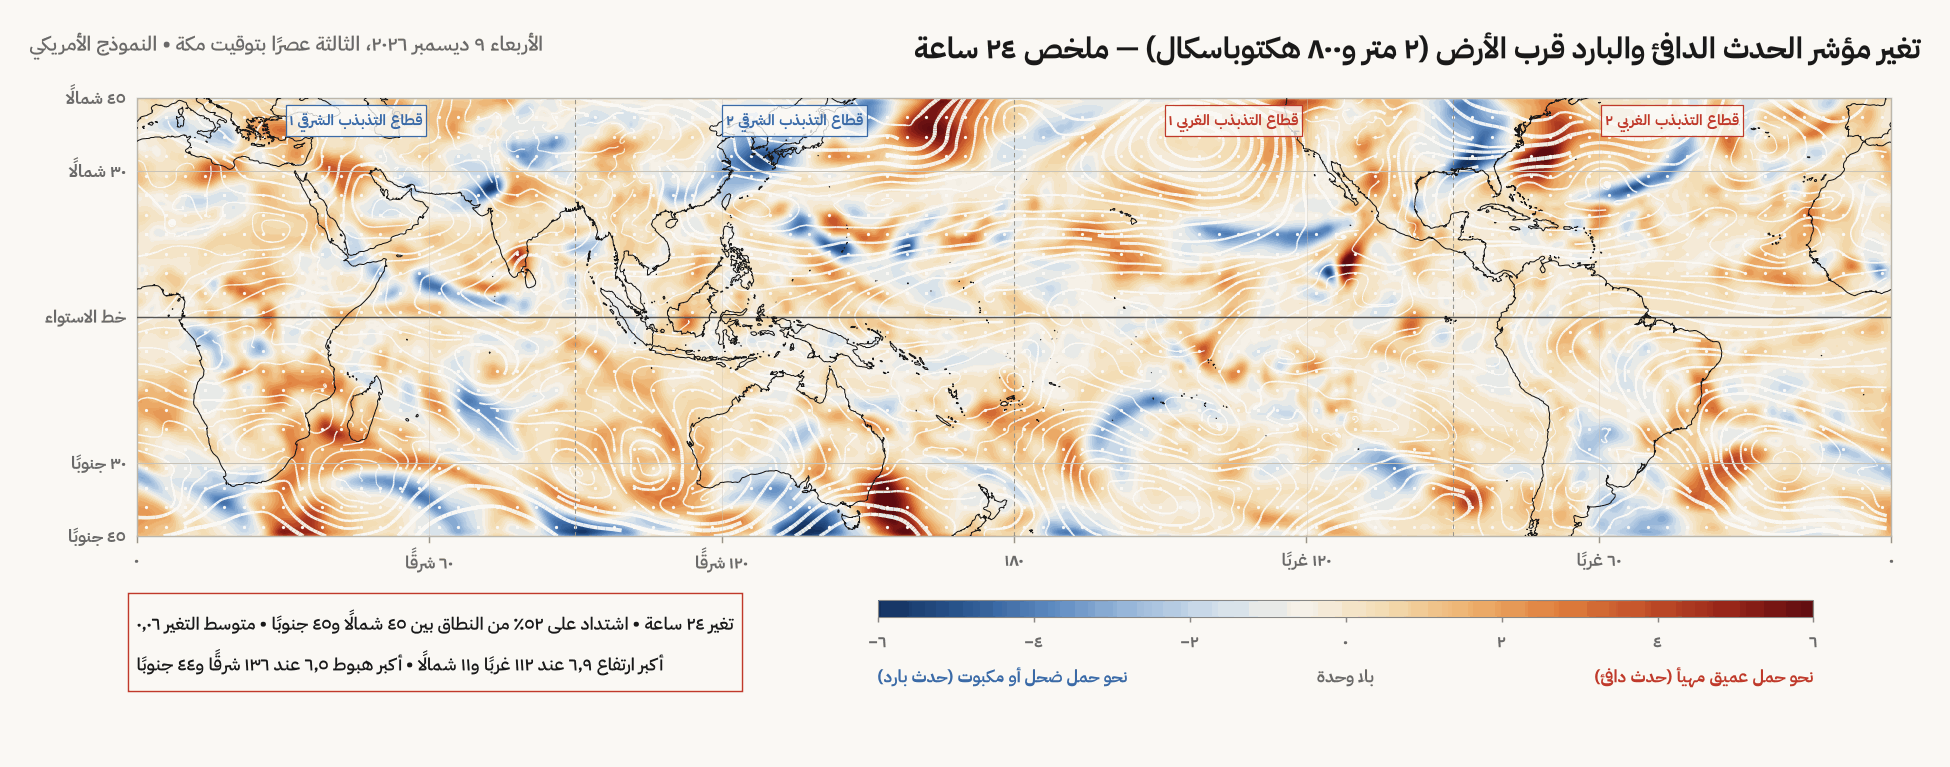 تغير مؤشر الحدث الدافئ والبارد قرب الأرض (٢ متر و٨٠٠ هكتوباسكال) — ملخص ٢٤ ساعة
الأربعاء ٩ ديسمبر ٢٠٢٦، الثالثة عصرًا بتوقيت مكة • النموذج الأمريكي
قطاع التذبذب الشرقي ١
قطاع التذبذب الشرقي ٢
قطاع التذبذب الغربي ١
قطاع التذبذب الغربي ٢
٤٥ شمالًا
٣٠ شمالًا
خط الاستواء
٣٠ جنوبًا
٤٥ جنوبًا
٠
٦٠ شرقًا
١٢٠ شرقًا
١٨٠
١٢٠ غربًا
٦٠ غربًا
٠
تغير ٢٤ ساعة • اشتداد على ٥٢٪ من النطاق بين ٤٥ شمالًا و٤٥ جنوبًا • متوسط التغير ٠,٠٦
أكبر ارتفاع ٦,٩ عند ١١٢ غربًا و١١ شمالًا • أكبر هبوط ٦,٥ عند ١٣٦ شرقًا و٤٤ جنوبًا
−٦
−٤
−٢
٠
٢
٤
٦
نحو حمل ضحل أو مكبوت (حدث بارد)
بلا وحدة
نحو حمل عميق مهيأ (حدث دافئ)